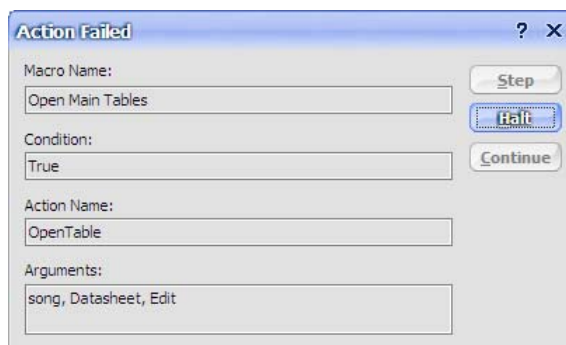 Action Failed
?
X
Macro Name:
Open Main Tables
Step
Halt
Condition:
True
Continue
Action Name:
OpenTable
Arguments:
song, Datasheet, Edit